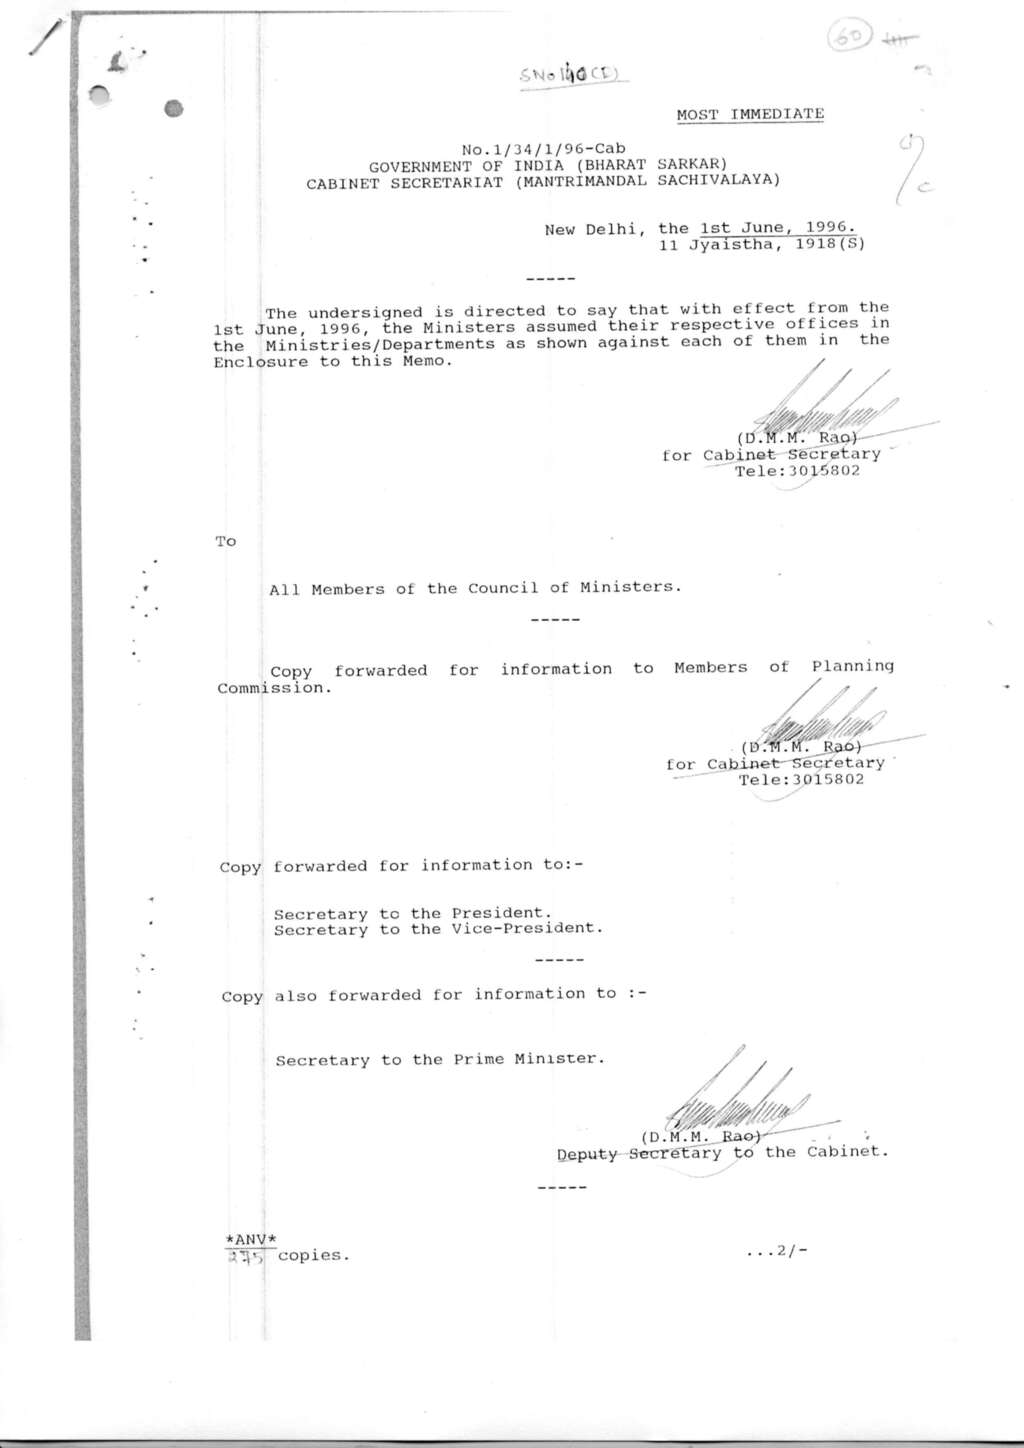 60
SNo 140(I)
MOST IMMEDIATE
No.1/34/1/96-Cab
GOVERNMENT OF INDIA (BHARAT SARKAR)
CABINET SECRETARIAT (MANTRIMANDAL SACHIVALAYA)
New Delhi, the 1st June, 1996.
11 Jyaistha, 1918(S)
-----
The undersigned is directed to say that with effect from the
1st June, 1996, the Ministers assumed their respective offices in
the Ministries/Departments as shown against each of them in the
Enclosure to this Memo.
(D.M.M. Rao)
for Cabinet Secretary
Tele:3015802
To
All Members of the Council of Ministers.
-----
Copy forwarded for information to Members of Planning
Commission.
(D.M.M. Rao)
for Cabinet Secretary
Tele:3015802
Copy forwarded for information to:-
Secretary to the President.
Secretary to the Vice-President.
-----
Copy also forwarded for information to :-
Secretary to the Prime Minister.
(D.M.M. Rao)
Deputy Secretary to the Cabinet.
-----
*ANV*
275 copies.
...2/-